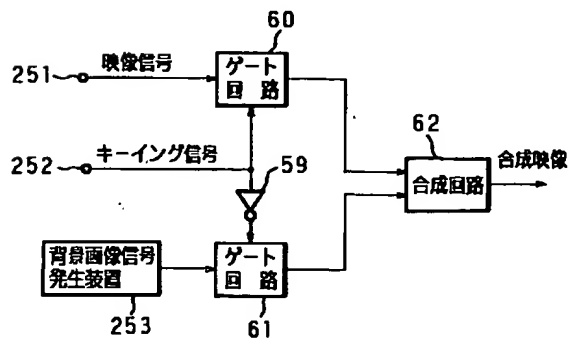 60
映像信号
251
ゲート
回路
62
キーイング信号
252
59
合成映像
合成回路
背景画像信号
発生装置
ゲート
回路
253
61